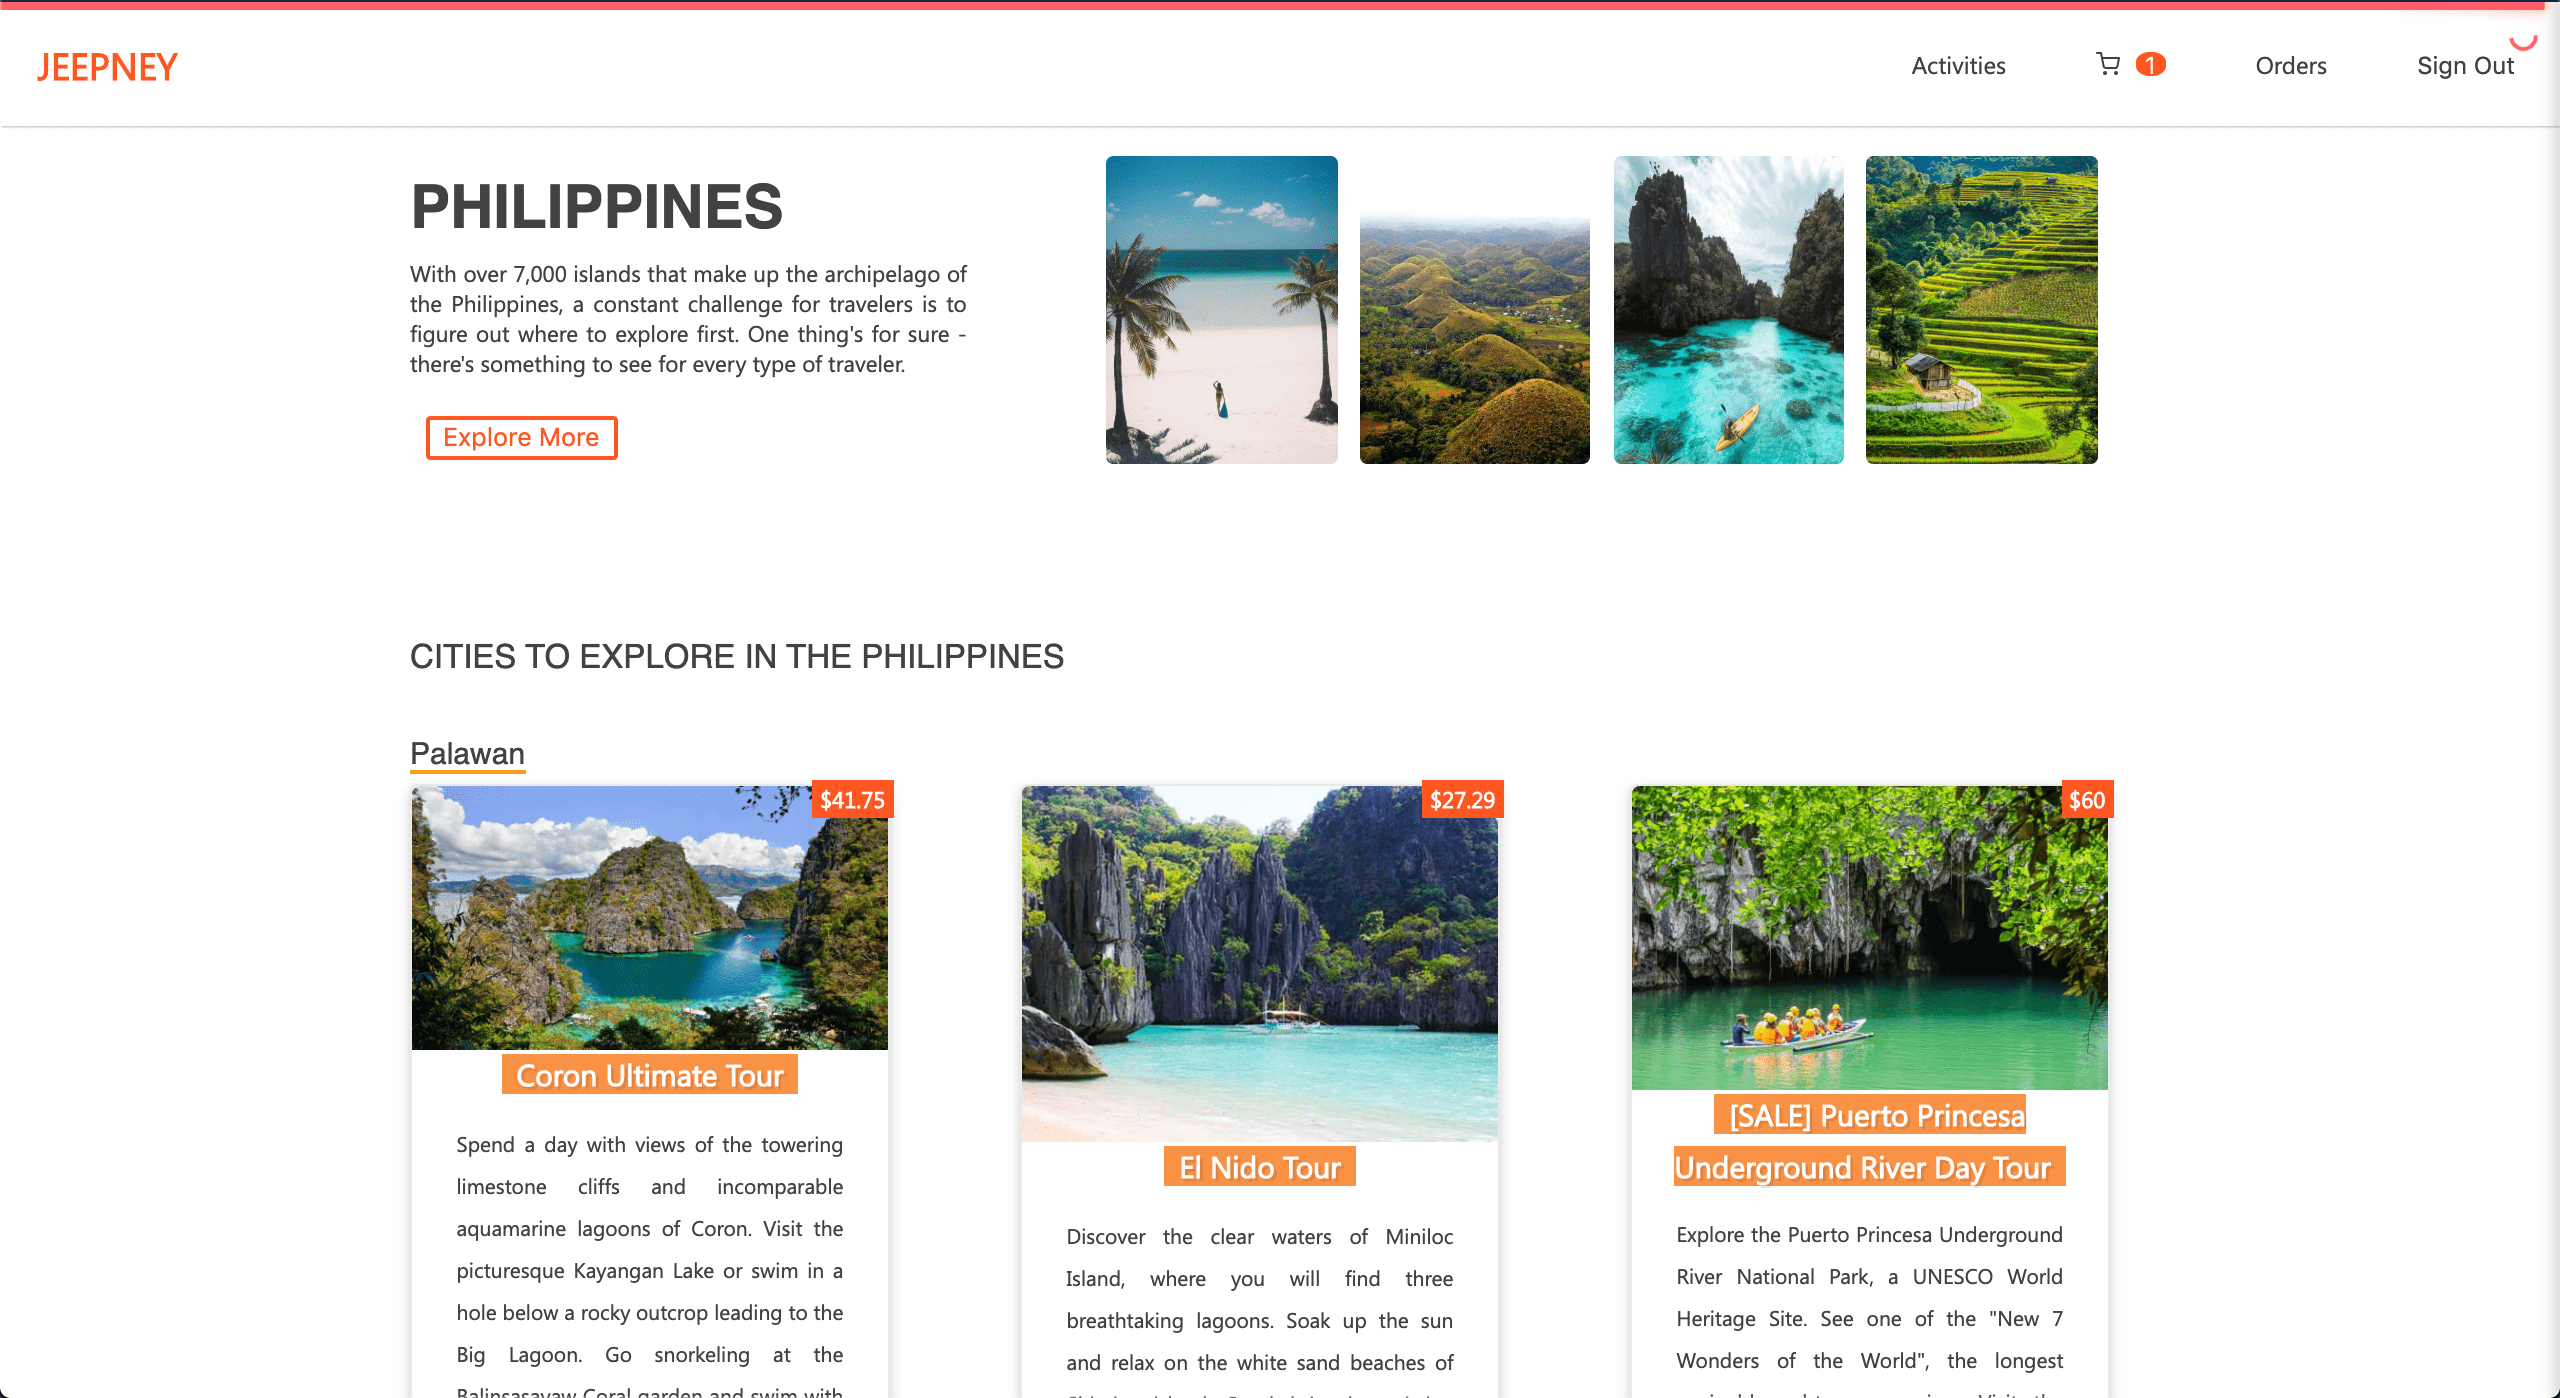 JEEPNEY
Activities
1
Orders
Sign Out
PHILIPPINES
With over 7,000 islands that make up the archipelago of
the Philippines, a constant challenge for travelers is to
figure out where to explore first. One thing's for sure -
there's something to see for every type of traveler.
Explore More
CITIES TO EXPLORE IN THE PHILIPPINES
Palawan
$41.75
Coron Ultimate Tour
Spend a day with views of the towering
limestone cliffs and incomparable
aquamarine lagoons of Coron. Visit the
picturesque Kayangan Lake or swim in a
hole below a rocky outcrop leading to the
Big Lagoon. Go snorkeling at the
Balinsasayaw Coral garden and swim with
$27.29
El Nido Tour
Discover the clear waters of Miniloc
Island, where you will find three
breathtaking lagoons. Soak up the sun
and relax on the white sand beaches of
$60
[SALE] Puerto Princesa
Underground River Day Tour
Explore the Puerto Princesa Underground
River National Park, a UNESCO World
Heritage Site. See one of the "New 7
Wonders of the World", the longest